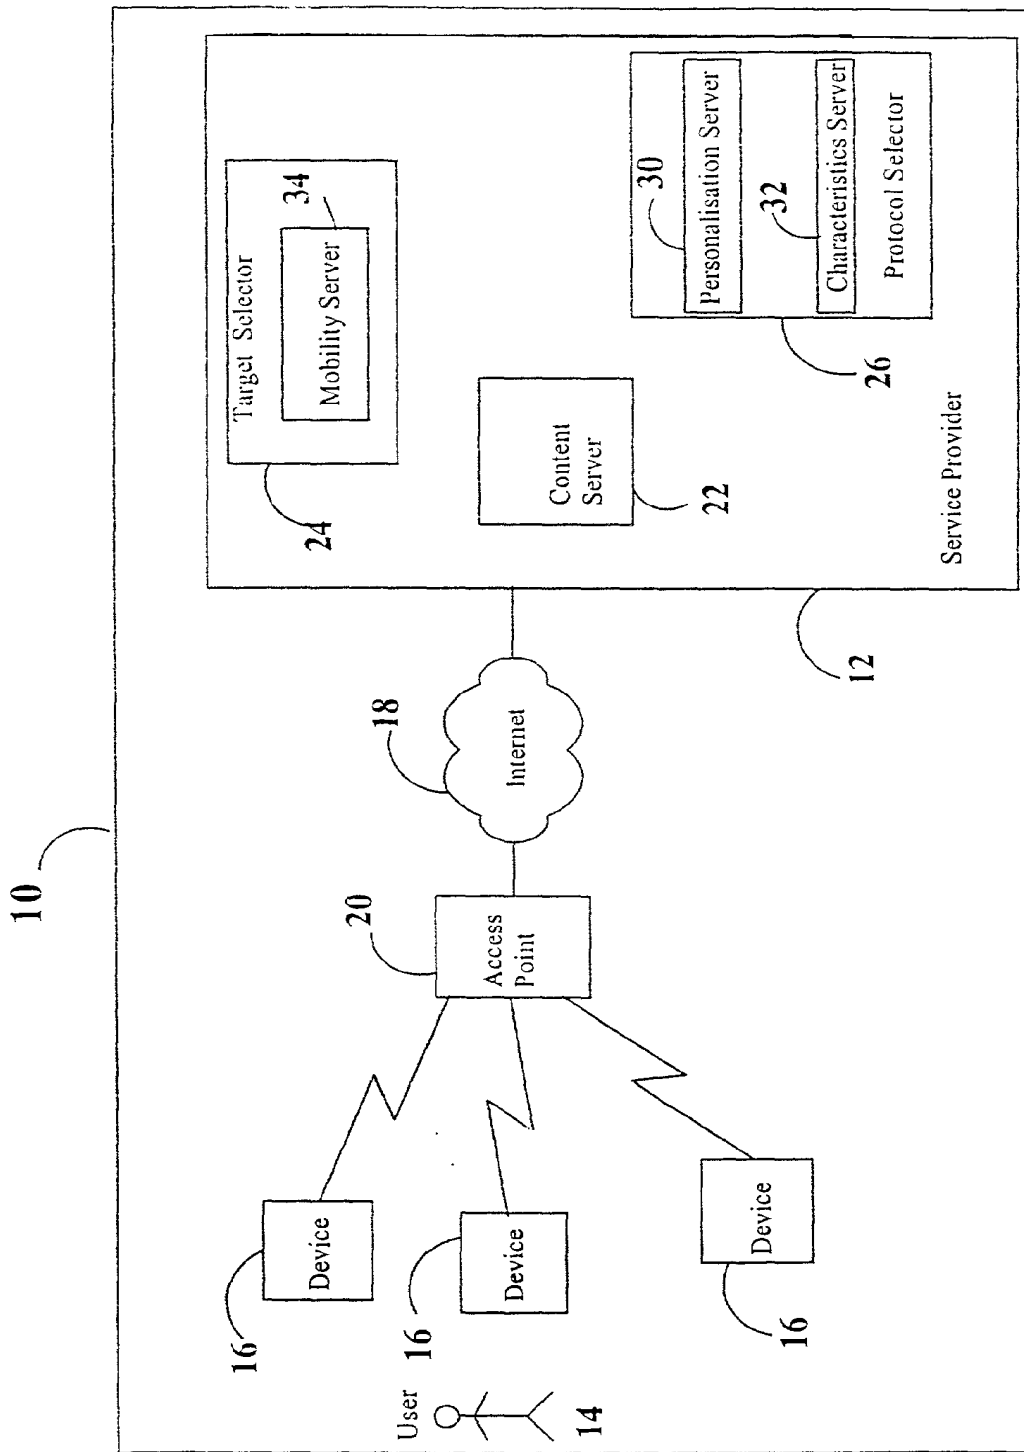 10
User
14
16
Device
16
Device
16
Device
20
Access
Point
18
Internet
12
Service Provider
24
Target Selector
34
Mobility Server
22
Content
Server
26
30
Personalisation Server
32
Characteristics Server
Protocol Selector